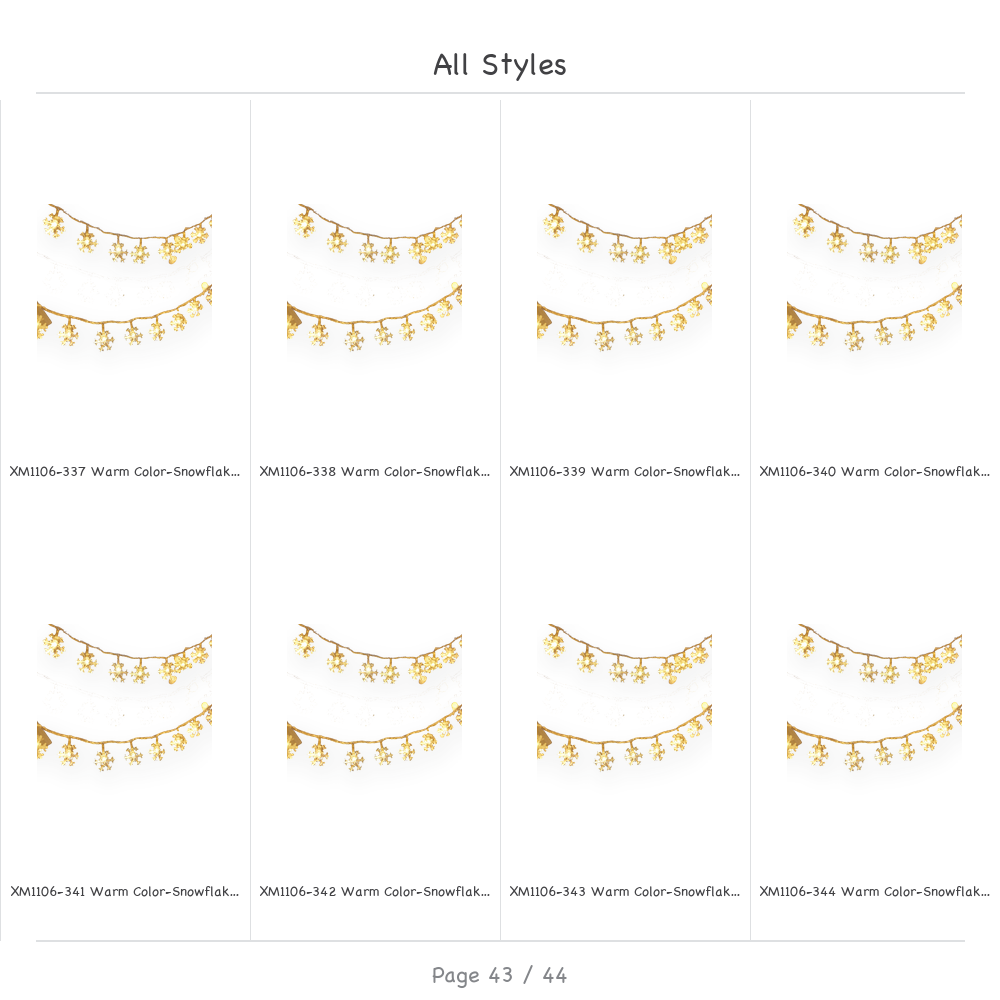 All Styles
XM1106-337 Warm Color-Snowflak...
XM1106-338 Warm Color-Snowflak...
XM1106-339 Warm Color-Snowflak...
XM1106-340 Warm Color-Snowflak...
XM1106-341 Warm Color-Snowflak...
XM1106-342 Warm Color-Snowflak...
XM1106-343 Warm Color-Snowflak...
XM1106-344 Warm Color-Snowflak...
Page 43 / 44